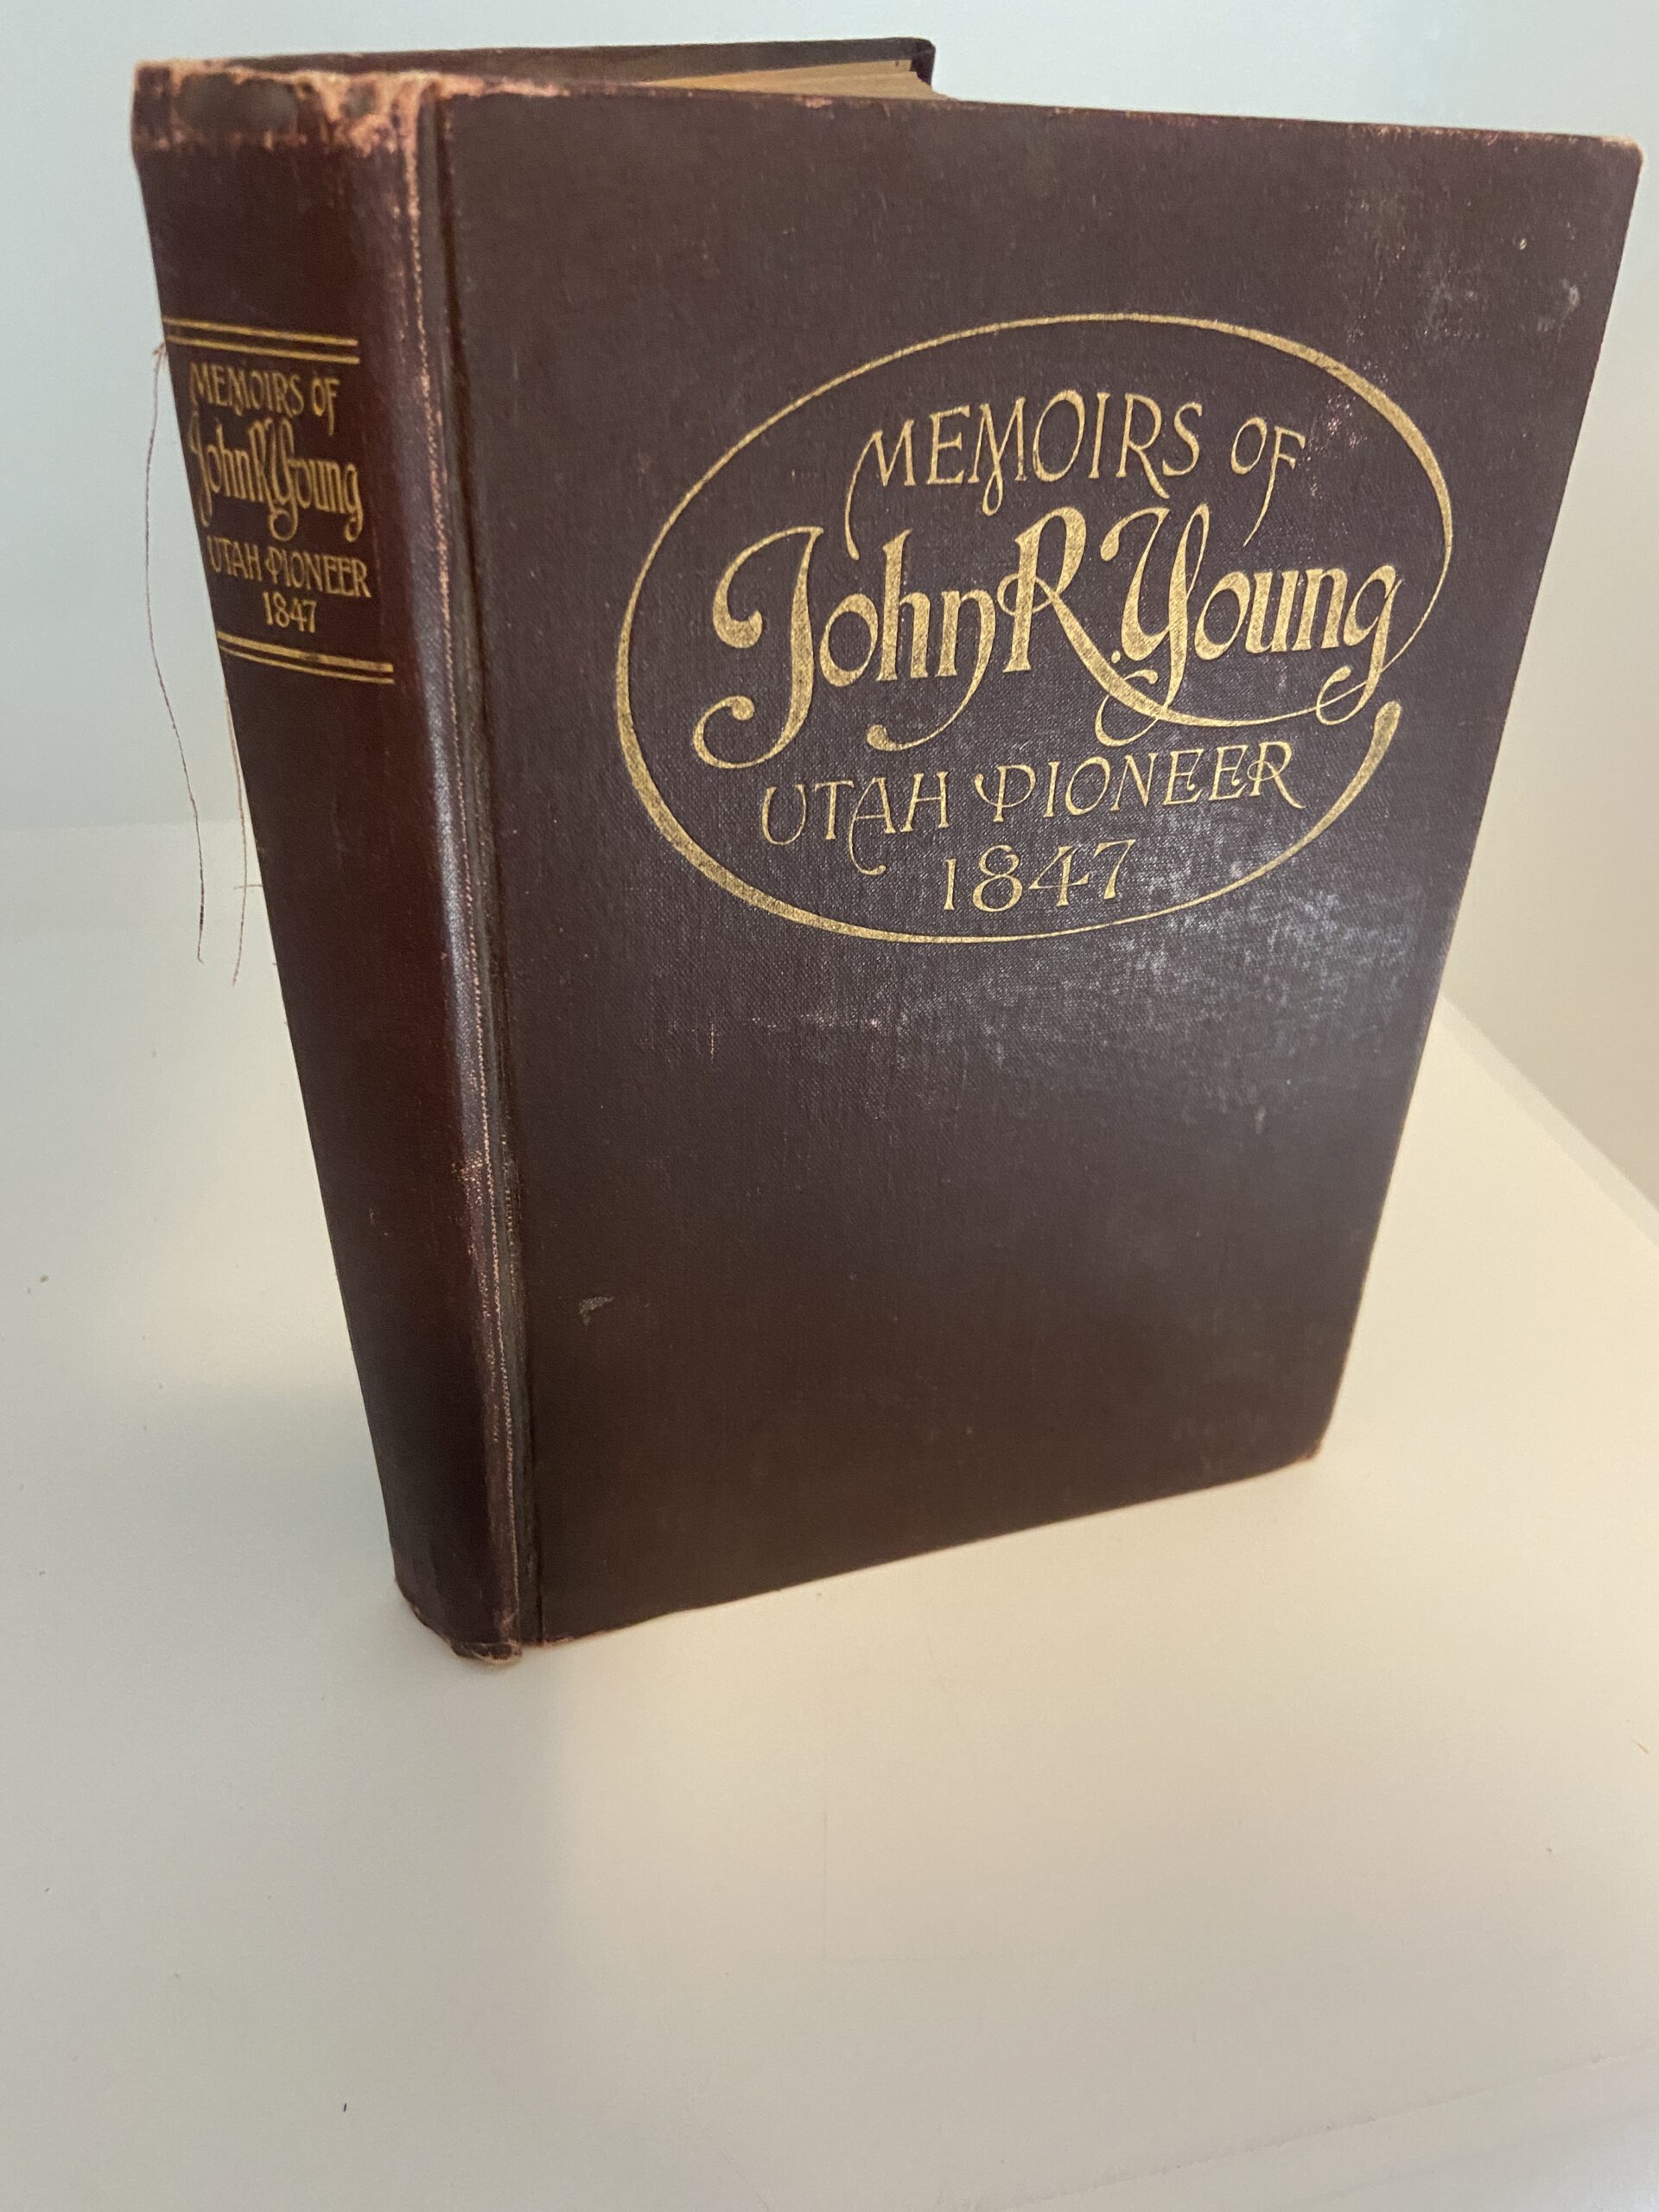 MEMOIRS OF
John R. Young
UTAH PIONEER
1847
MEMOIRS OF
John R. Young
UTAH PIONEER
1847